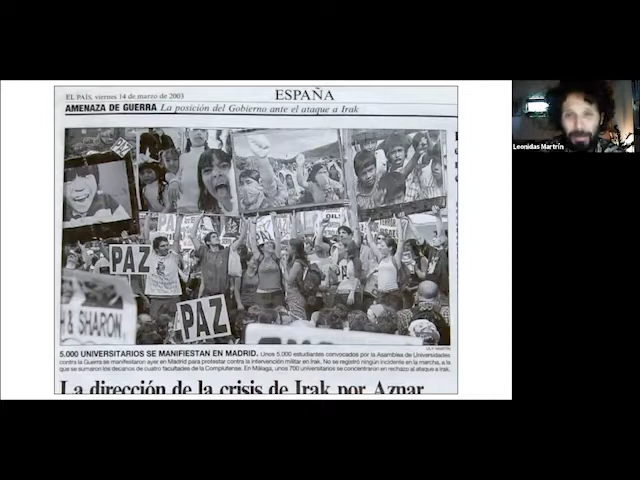 EL PAÍS, viernes 14 de marzo de 2003
ESPAÑA
AMENAZA DE GUERRA La posición del Gobierno ante el ataque a Irak
PAZ
OIL!
PAZ
& SHARON.
PAZ
Leonidas Martrín
5.000 UNIVERSITARIOS SE MANIFIESTAN EN MADRID. Unos 5.000 estudiantes convocados por la Asamblea de Universidades
contra la Guerra se manifestaron ayer en Madrid para protestar contra la intervención militar en Irak. No se registró ningún incidente en la marcha, a la
que se sumaron los decanos de cuatro facultades de la Complutense. En Málaga, unos 700 universitarios se concentraron en rechazo al ataque a Irak.
La dirección de la crisis de Irak por Aznar